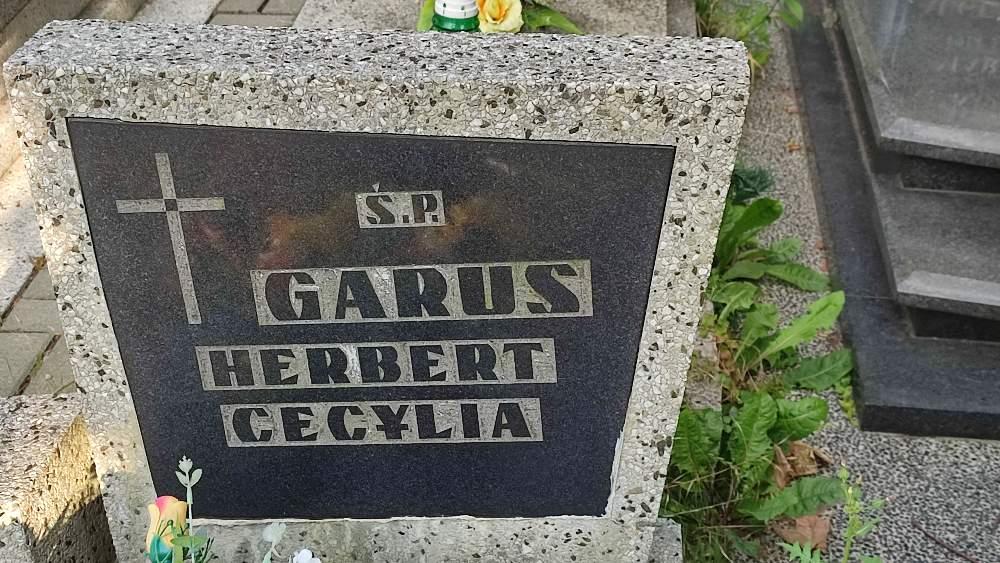 Ś.P.
GARUS
HERBERT
CECYLIA